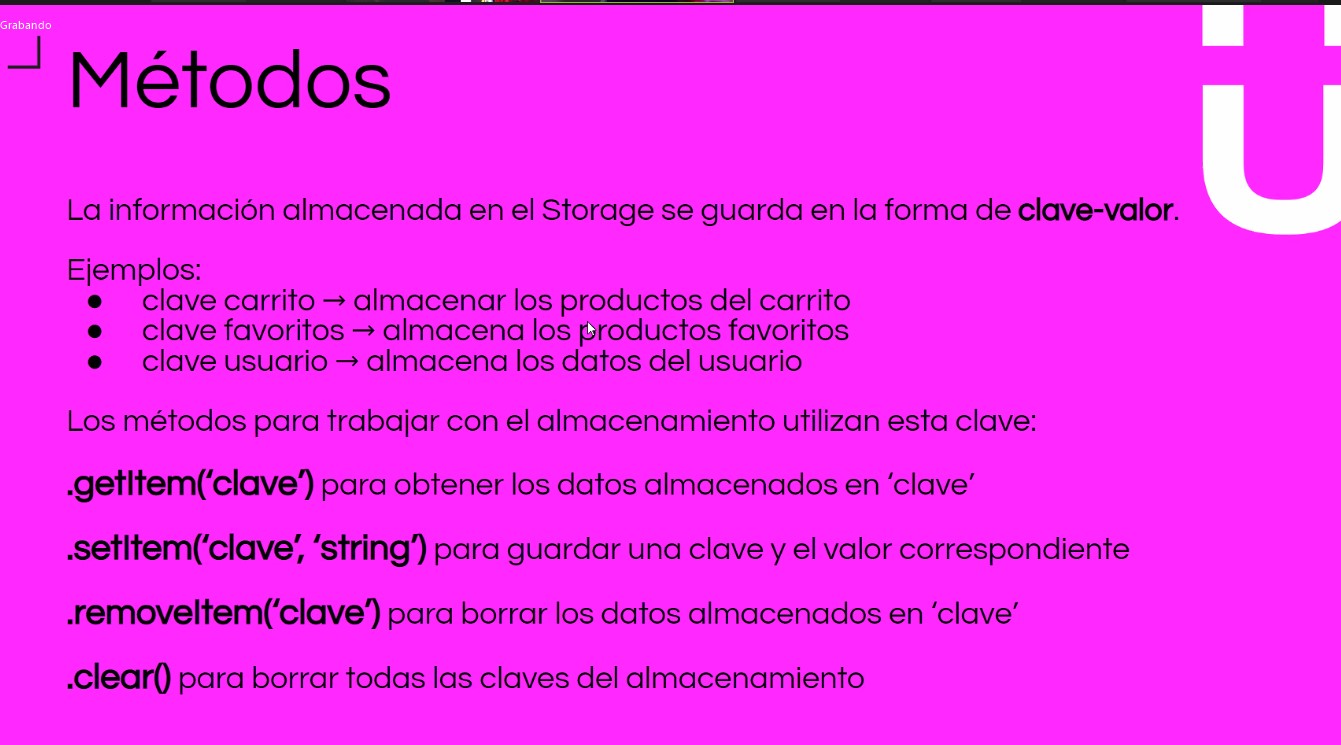 Grabando
Métodos
La información almacenada en el Storage se guarda en la forma de clave-valor.
Ejemplos:
● clave carrito → almacenar los productos del carrito
● clave favoritos → almacena los productos favoritos
● clave usuario → almacena los datos del usuario
Los métodos para trabajar con el almacenamiento utilizan esta clave:
.getItem(‘clave’) para obtener los datos almacenados en ‘clave’
.setItem(‘clave’, ‘string’) para guardar una clave y el valor correspondiente
.removeItem(‘clave’) para borrar los datos almacenados en ‘clave’
.clear() para borrar todas las claves del almacenamiento